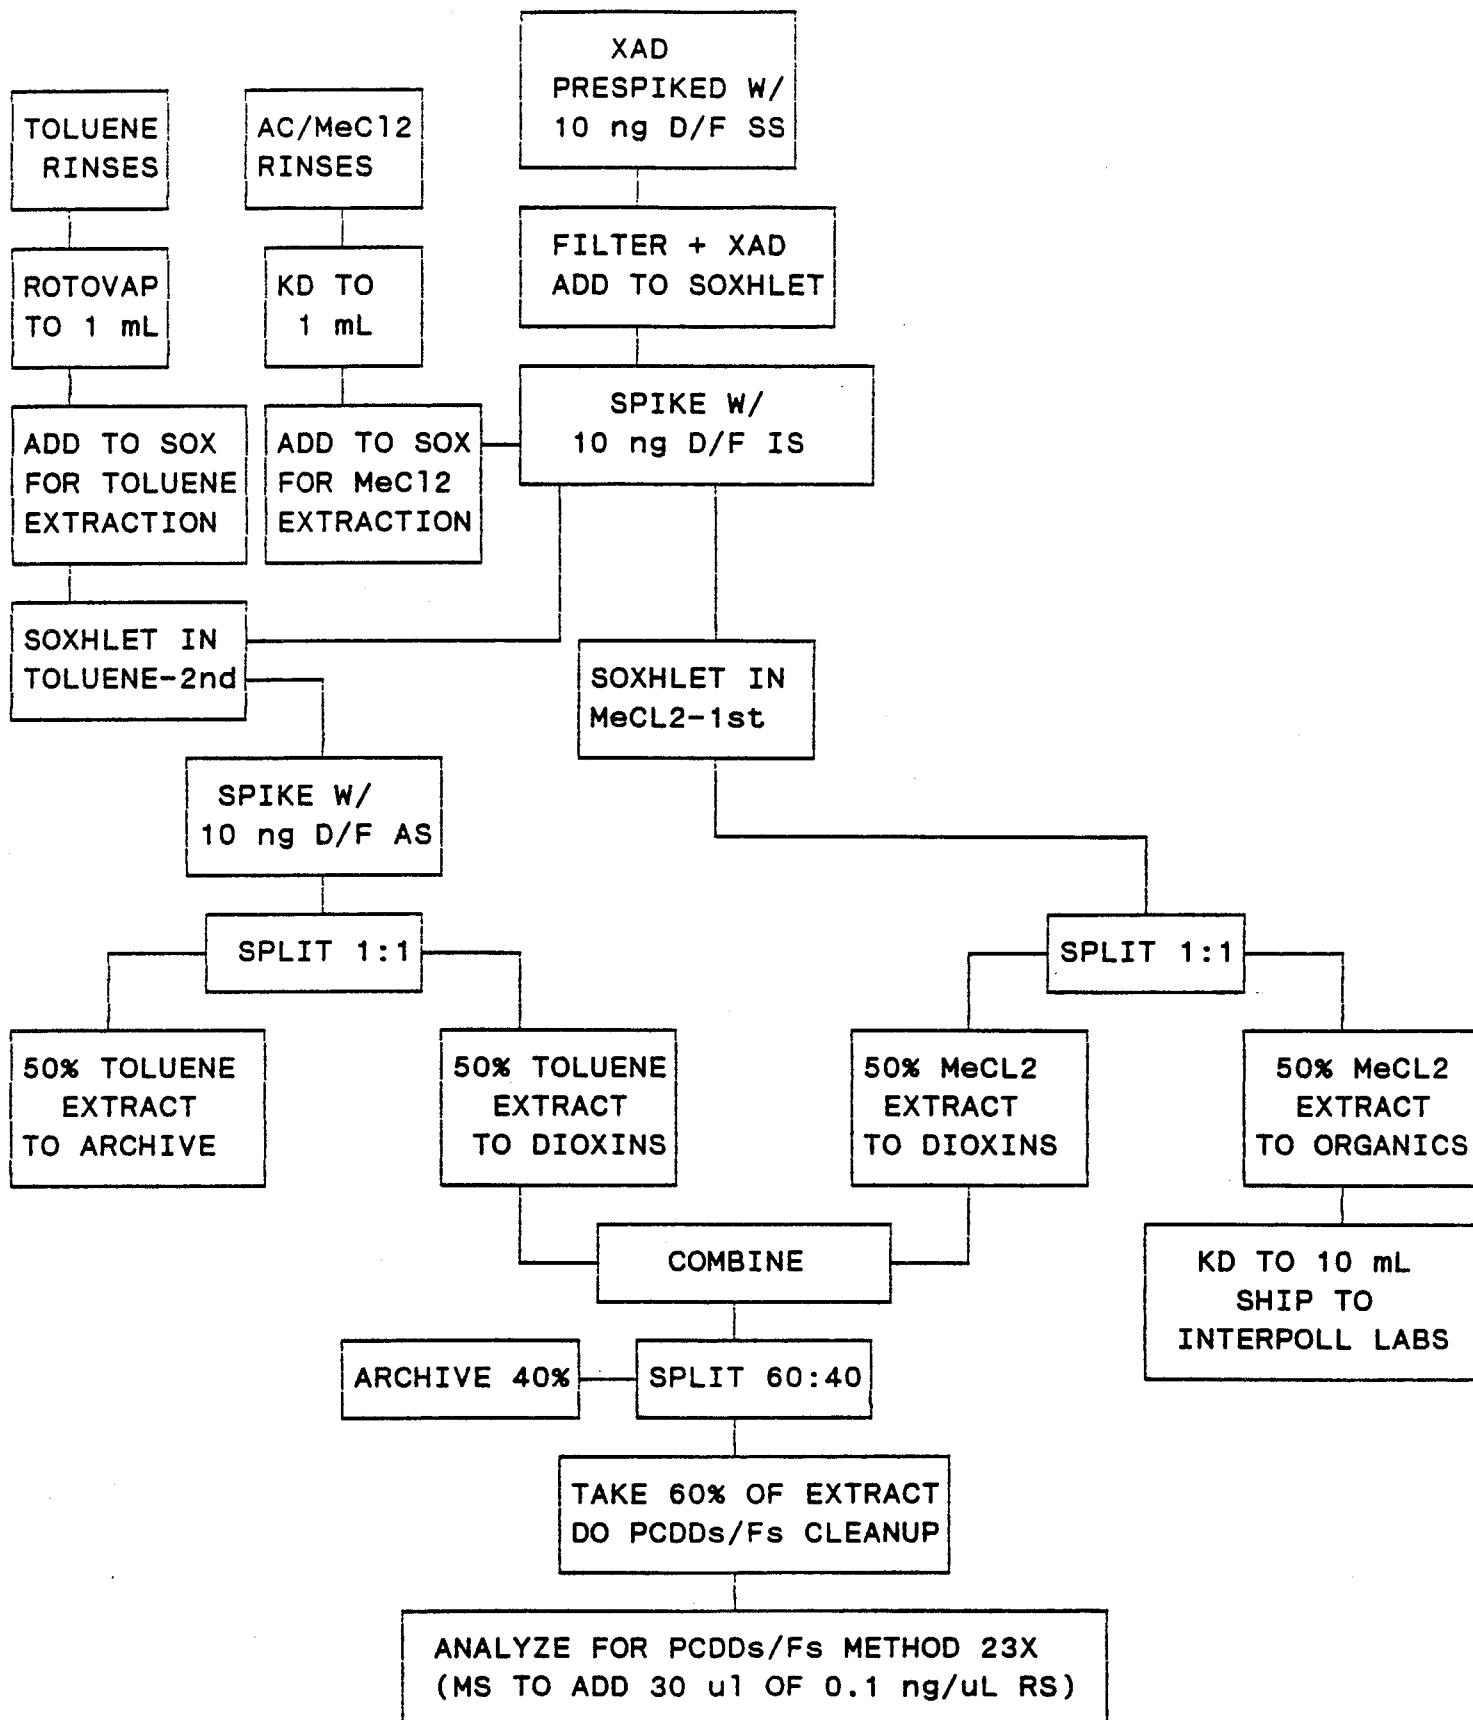 XAD
PRESPIKED W/
10 ng D/F SS
TOLUENE
RINSES
AC/MeCl2
RINSES
FILTER + XAD
ADD TO SOXHLET
ROTOVAP
TO 1 mL
KD TO
1 mL
SPIKE W/
10 ng D/F IS
ADD TO SOX
FOR TOLUENE
EXTRACTION
ADD TO SOX
FOR MeCl2
EXTRACTION
SOXHLET IN
TOLUENE-2nd
SOXHLET IN
MeCL2-1st
SPIKE W/
10 ng D/F AS
SPLIT 1:1
SPLIT 1:1
50% TOLUENE
EXTRACT
TO ARCHIVE
50% TOLUENE
EXTRACT
TO DIOXINS
50% MeCL2
EXTRACT
TO DIOXINS
50% MeCL2
EXTRACT
TO ORGANICS
COMBINE
KD TO 10 mL
SHIP TO
INTERPOLL LABS
ARCHIVE 40%
SPLIT 60:40
TAKE 60% OF EXTRACT
DO PCDDs/Fs CLEANUP
ANALYZE FOR PCDDs/Fs METHOD 23X
(MS TO ADD 30 ul OF 0.1 ng/uL RS)